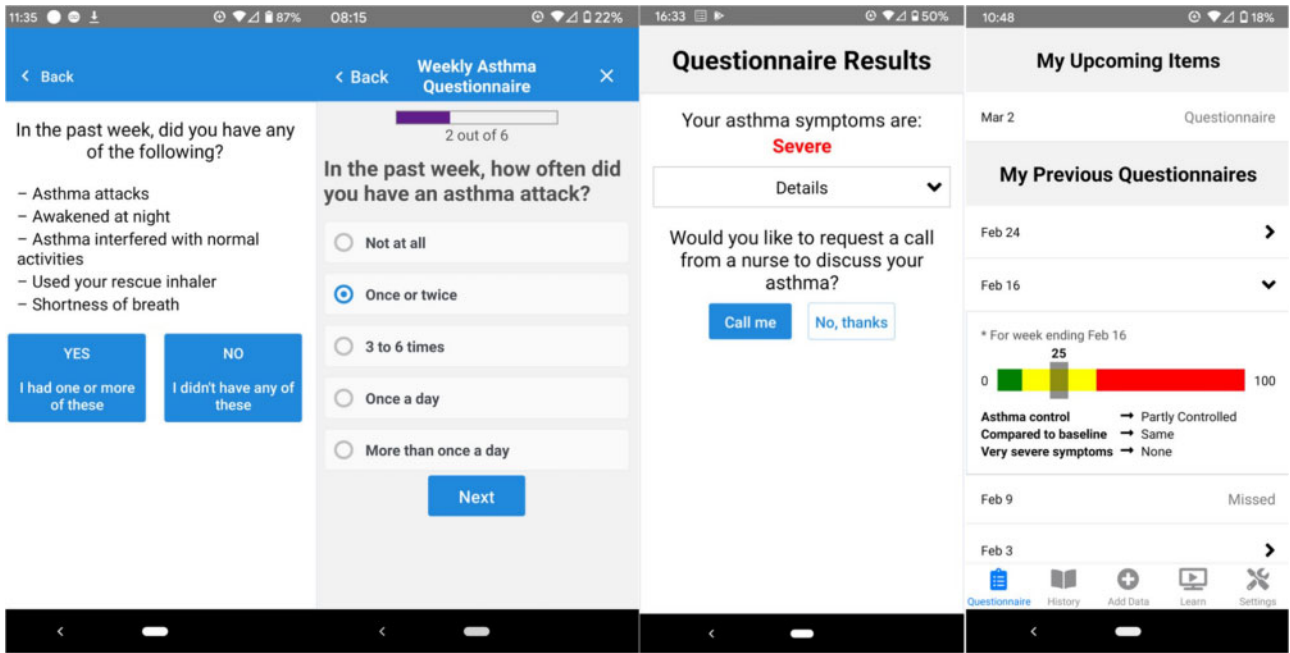 11:35
87%
Back
In the past week, did you have any
of the following?
– Asthma attacks
– Awakened at night
– Asthma interfered with normal
activities
– Used your rescue inhaler
– Shortness of breath
YES
I had one or more
of these
NO
I didn't have any of
these
08:15
22%
Back
Weekly Asthma
Questionnaire
2 out of 6
In the past week, how often did
you have an asthma attack?
Not at all
Once or twice
3 to 6 times
Once a day
More than once a day
Next
16:33
50%
Questionnaire Results
Your asthma symptoms are:
Severe
Details
Would you like to request a call
from a nurse to discuss your
asthma?
Call me
No, thanks
10:48
18%
My Upcoming Items
Mar 2 Questionnaire
My Previous Questionnaires
Feb 24
Feb 16
* For week ending Feb 16
25
0 100
Asthma control → Partly Controlled
Compared to baseline → Same
Very severe symptoms → None
Feb 9 Missed
Feb 3
Questionnaire History Add Data Learn Settings